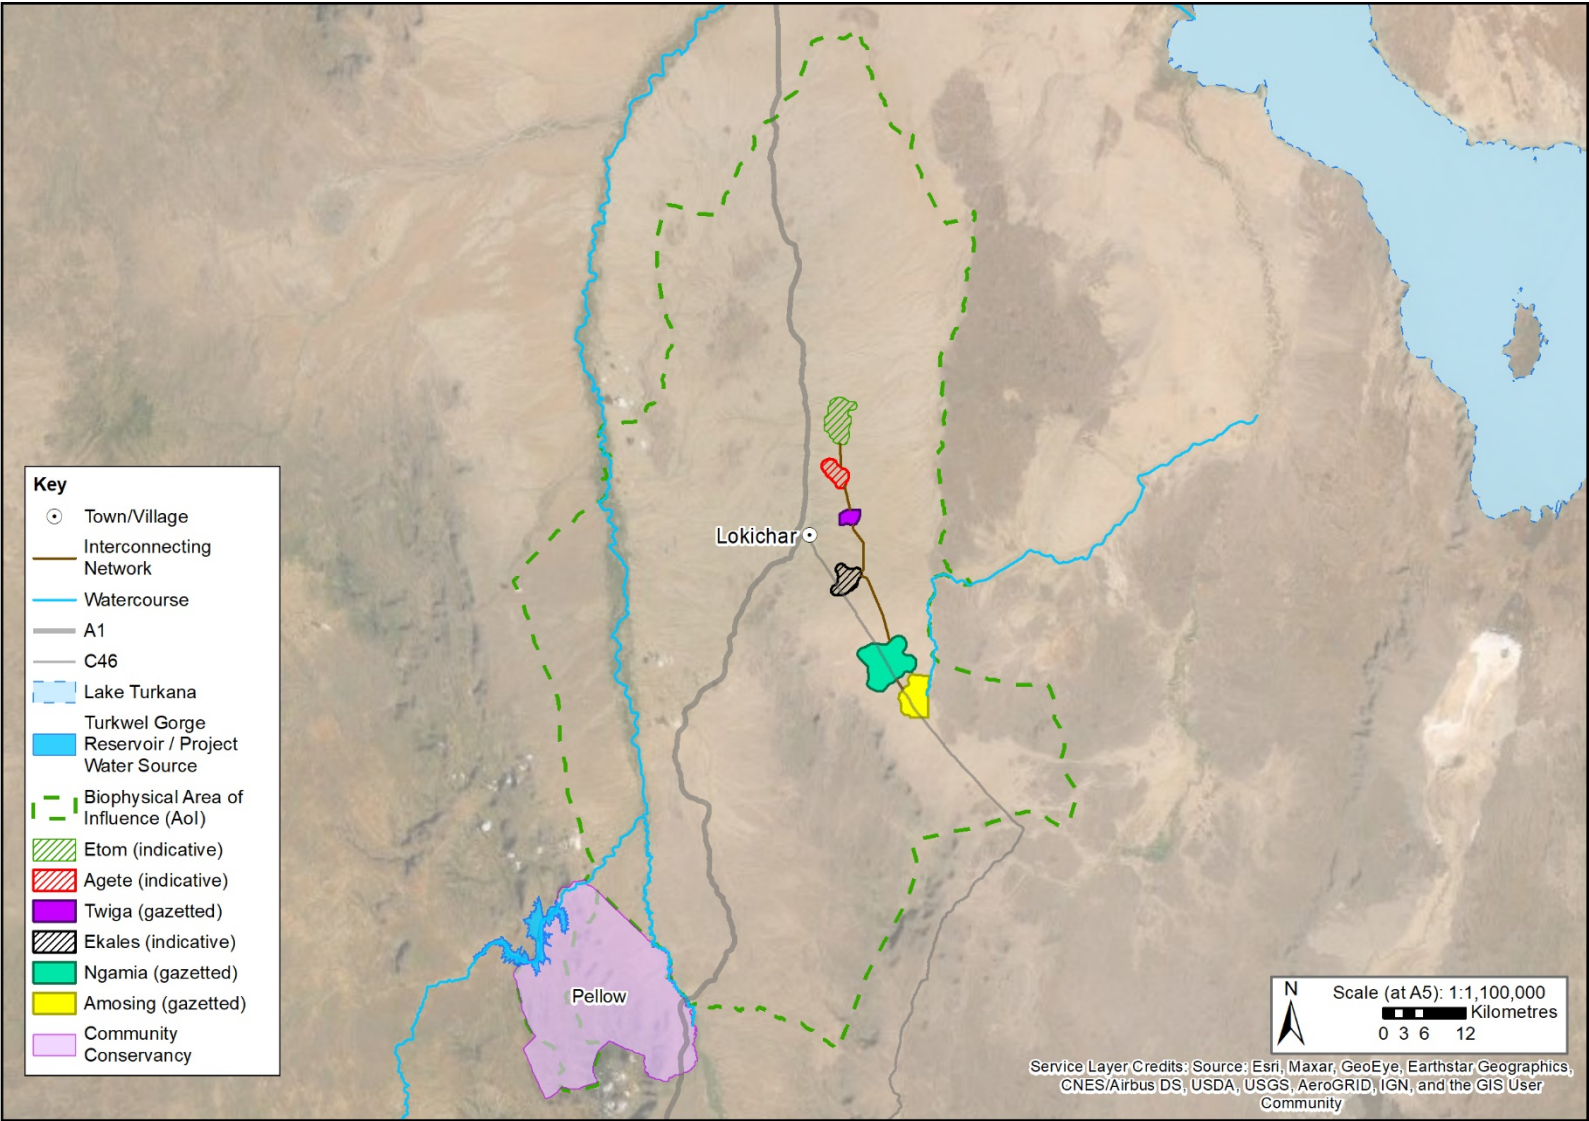 Lokichar
Key
Town/Village
Interconnecting
Network
Watercourse
A1
C46
Lake Turkana
Turkwel Gorge
Reservoir / Project
Water Source
Biophysical Area of
Influence (AoI)
Etom (indicative)
Agete (indicative)
Twiga (gazetted)
Ekales (indicative)
Ngamia (gazetted)
Amosing (gazetted)
Community
Conservancy
Pellow
N
Scale (at A5): 1:1,100,000
Kilometres
0 3 6 12
Service Layer Credits: Source: Esri, Maxar, GeoEye, Earthstar Geographics,
CNES/Airbus DS, USDA, USGS, AeroGRID, IGN, and the GIS User
Community